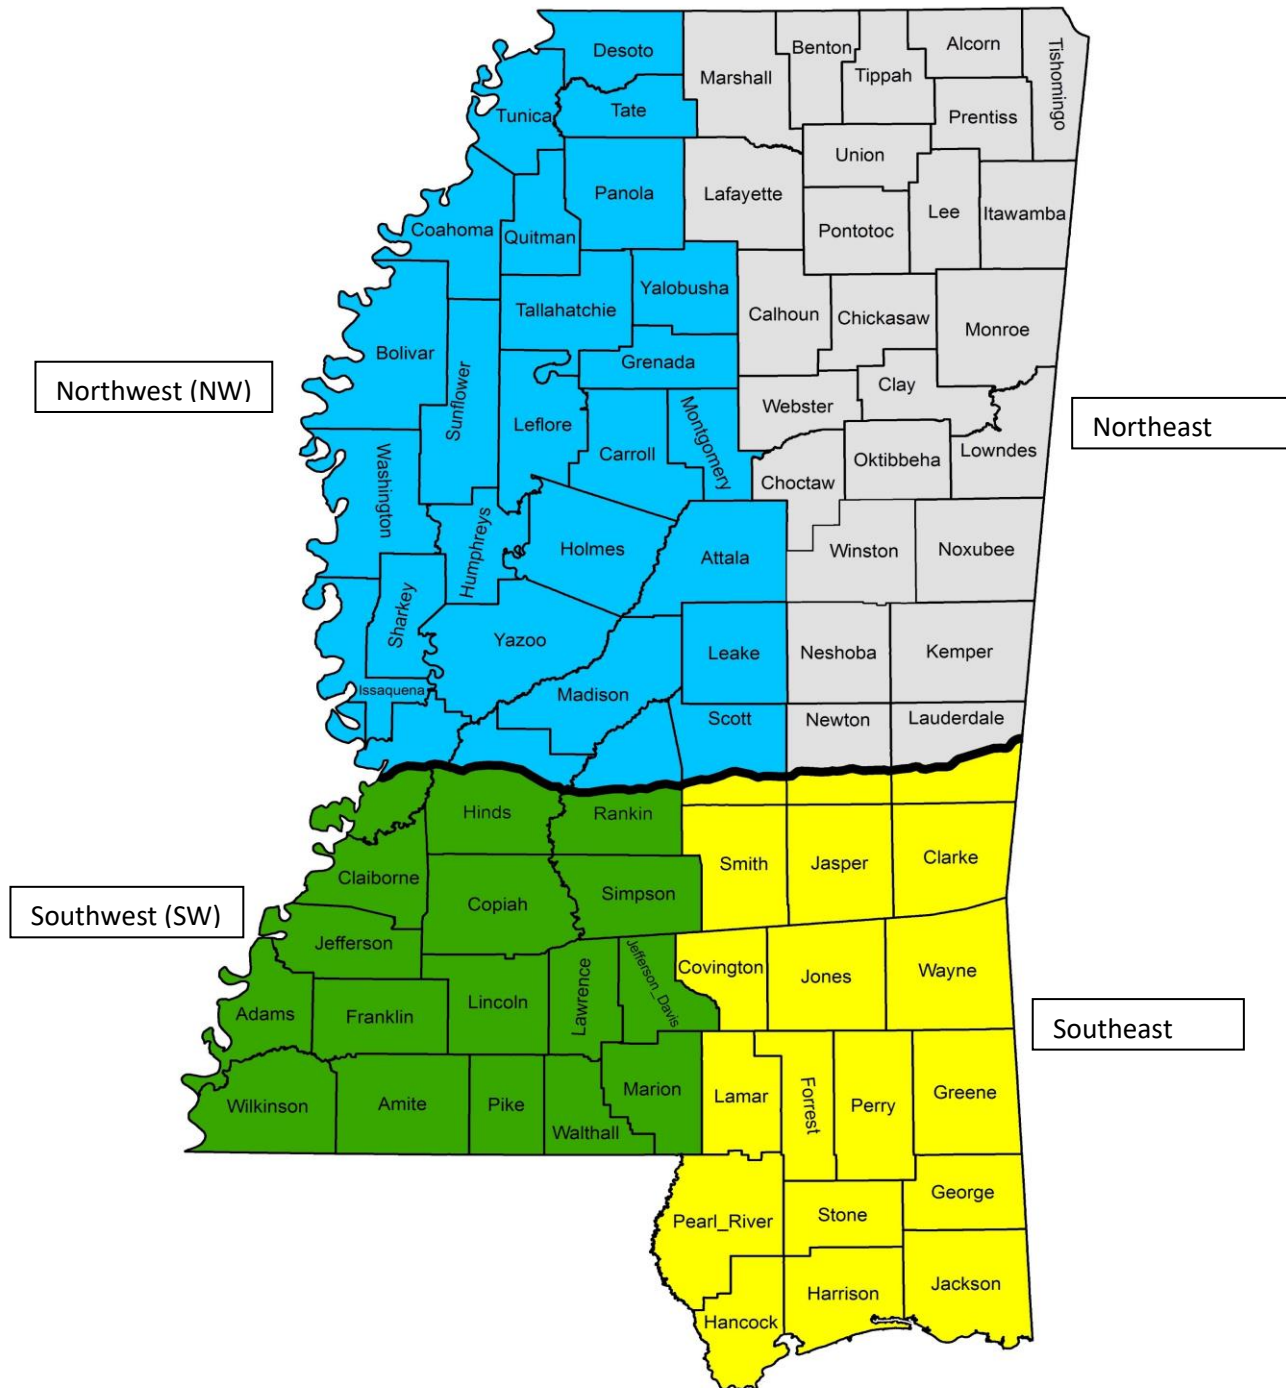 Desoto
Marshall
Benton
Tippah
Alcorn
Tishomingo
Tunica
Tate
Prentiss
Union
Panola
Lafayette
Lee
Itawamba
Coahoma
Quitman
Pontotoc
Tallahatchie
Yalobusha
Calhoun
Chickasaw
Monroe
Bolivar
Sunflower
Grenada
Clay
Northwest (NW)
Leflore
Montgomery
Webster
Northeast
Washington
Carroll
Choctaw
Oktibbeha
Lowndes
Humphreys
Holmes
Attala
Winston
Noxubee
Sharkey
Yazoo
Leake
Neshoba
Kemper
Issaquena
Madison
Scott
Newton
Lauderdale
Hinds
Rankin
Smith
Jasper
Clarke
Claiborne
Southwest (SW)
Copiah
Simpson
Jefferson
Jefferson_Davis
Covington
Jones
Wayne
Adams
Franklin
Lincoln
Lawrence
Southeast
Wilkinson
Amite
Pike
Walthall
Marion
Lamar
Forrest
Perry
Greene
George
Pearl_River
Stone
Jackson
Harrison
Hancock